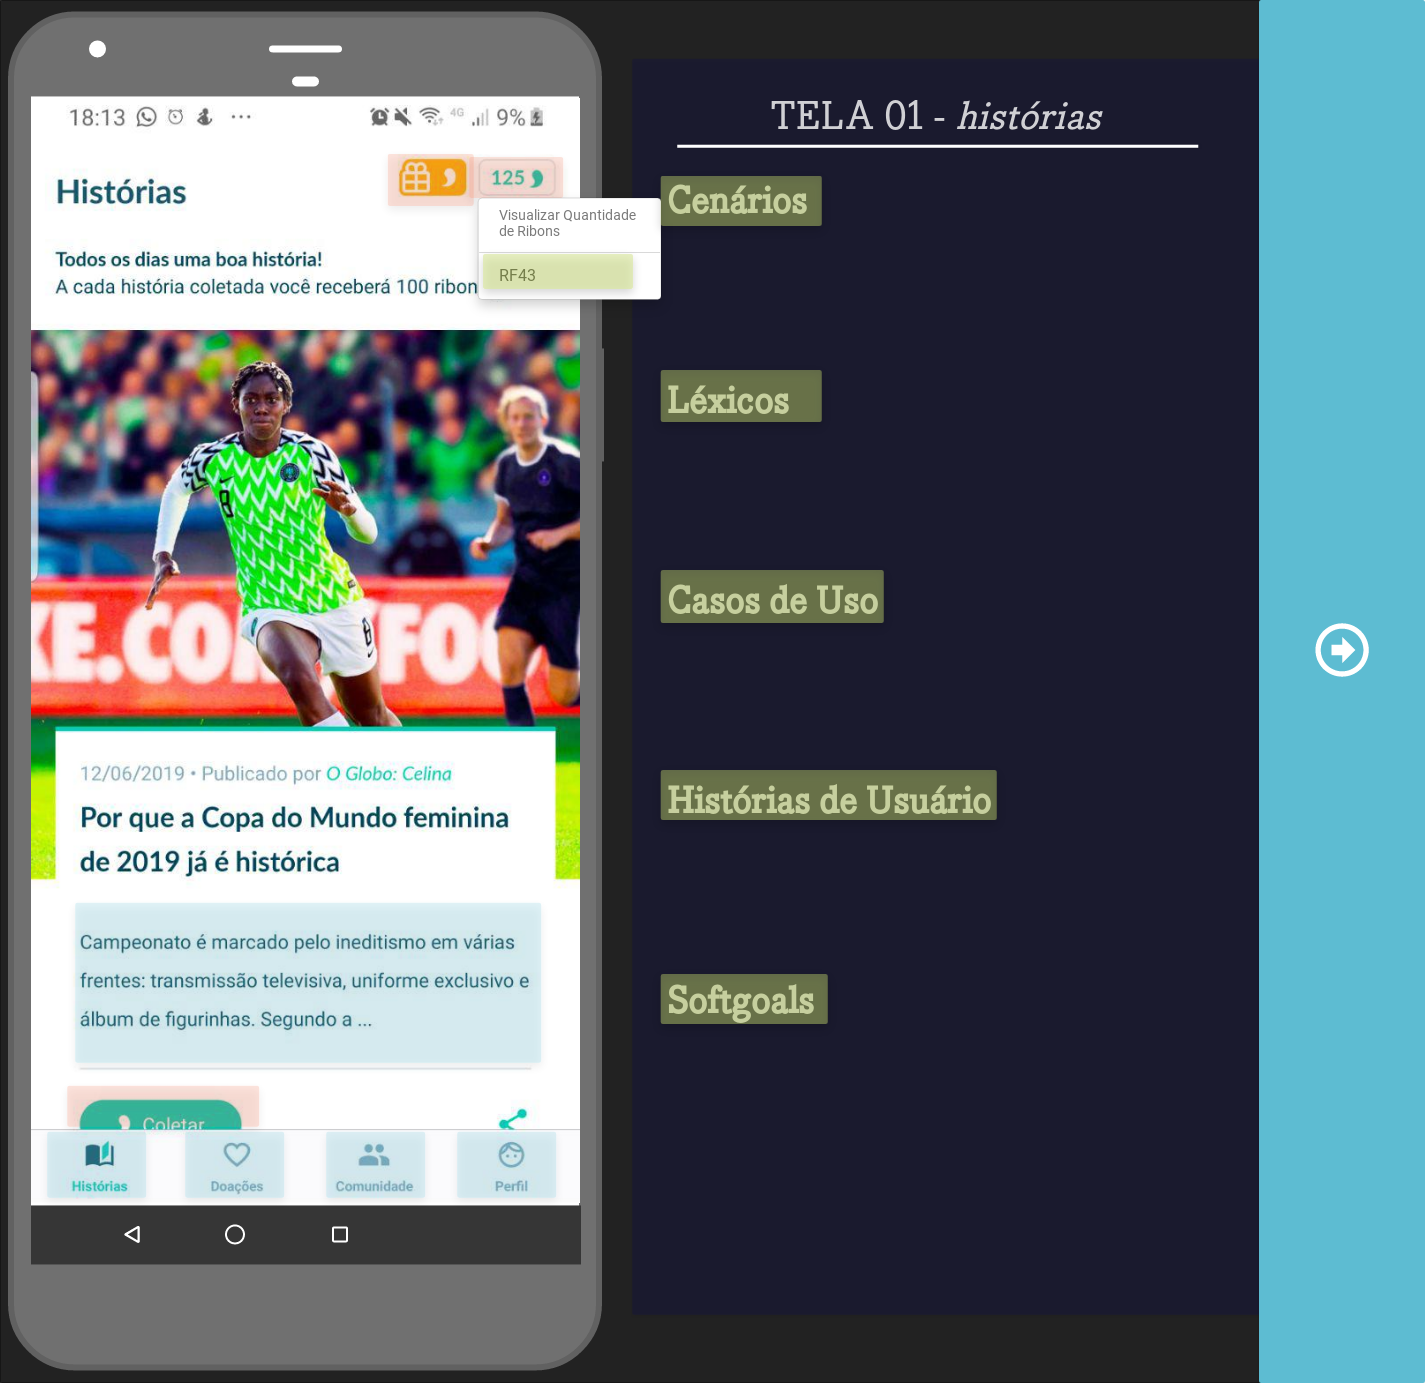 18:13
4G
9%
Histórias
125
Visualizar Quantidade
de Ribons
RF43
Todos os dias uma boa história!
A cada história coletada você receberá 100 ribon
8
6
KE.CO
FO
12/06/2019 • Publicado por O Globo: Celina
Por que a Copa do Mundo feminina
de 2019 já é histórica
Campeonato é marcado pelo ineditismo em várias
frentes: transmissão televisiva, uniforme exclusivo e
álbum de figurinhas. Segundo a ...
Coletar
Histórias
Doações
Comunidade
Perfil
TELA 01 - histórias
Cenários
Léxicos
Casos de Uso
Histórias de Usuário
Softgoals